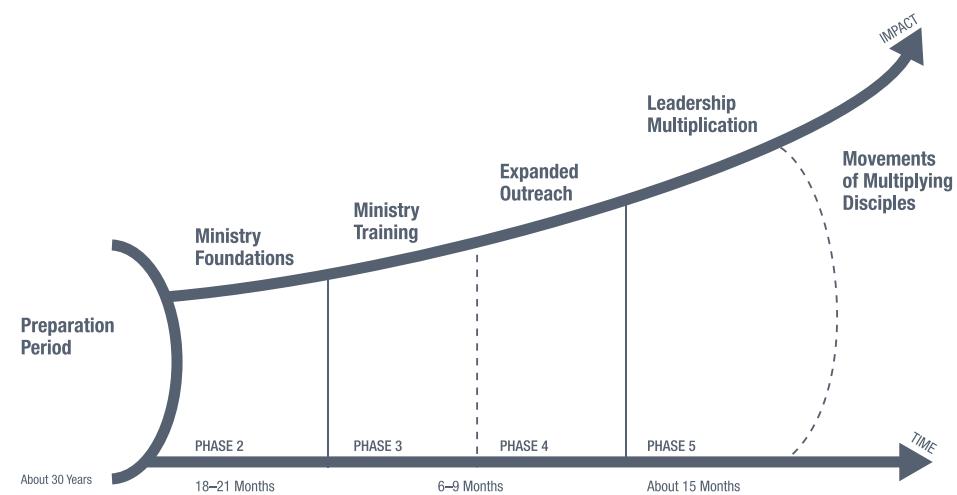 IMPACT
Leadership
Multiplication
Movements
of Multiplying
Disciples
Expanded
Outreach
Ministry
Training
Ministry
Foundations
Preparation
Period
PHASE 2
PHASE 3
PHASE 4
PHASE 5
TIME
About 30 Years
18–21 Months
6–9 Months
About 15 Months